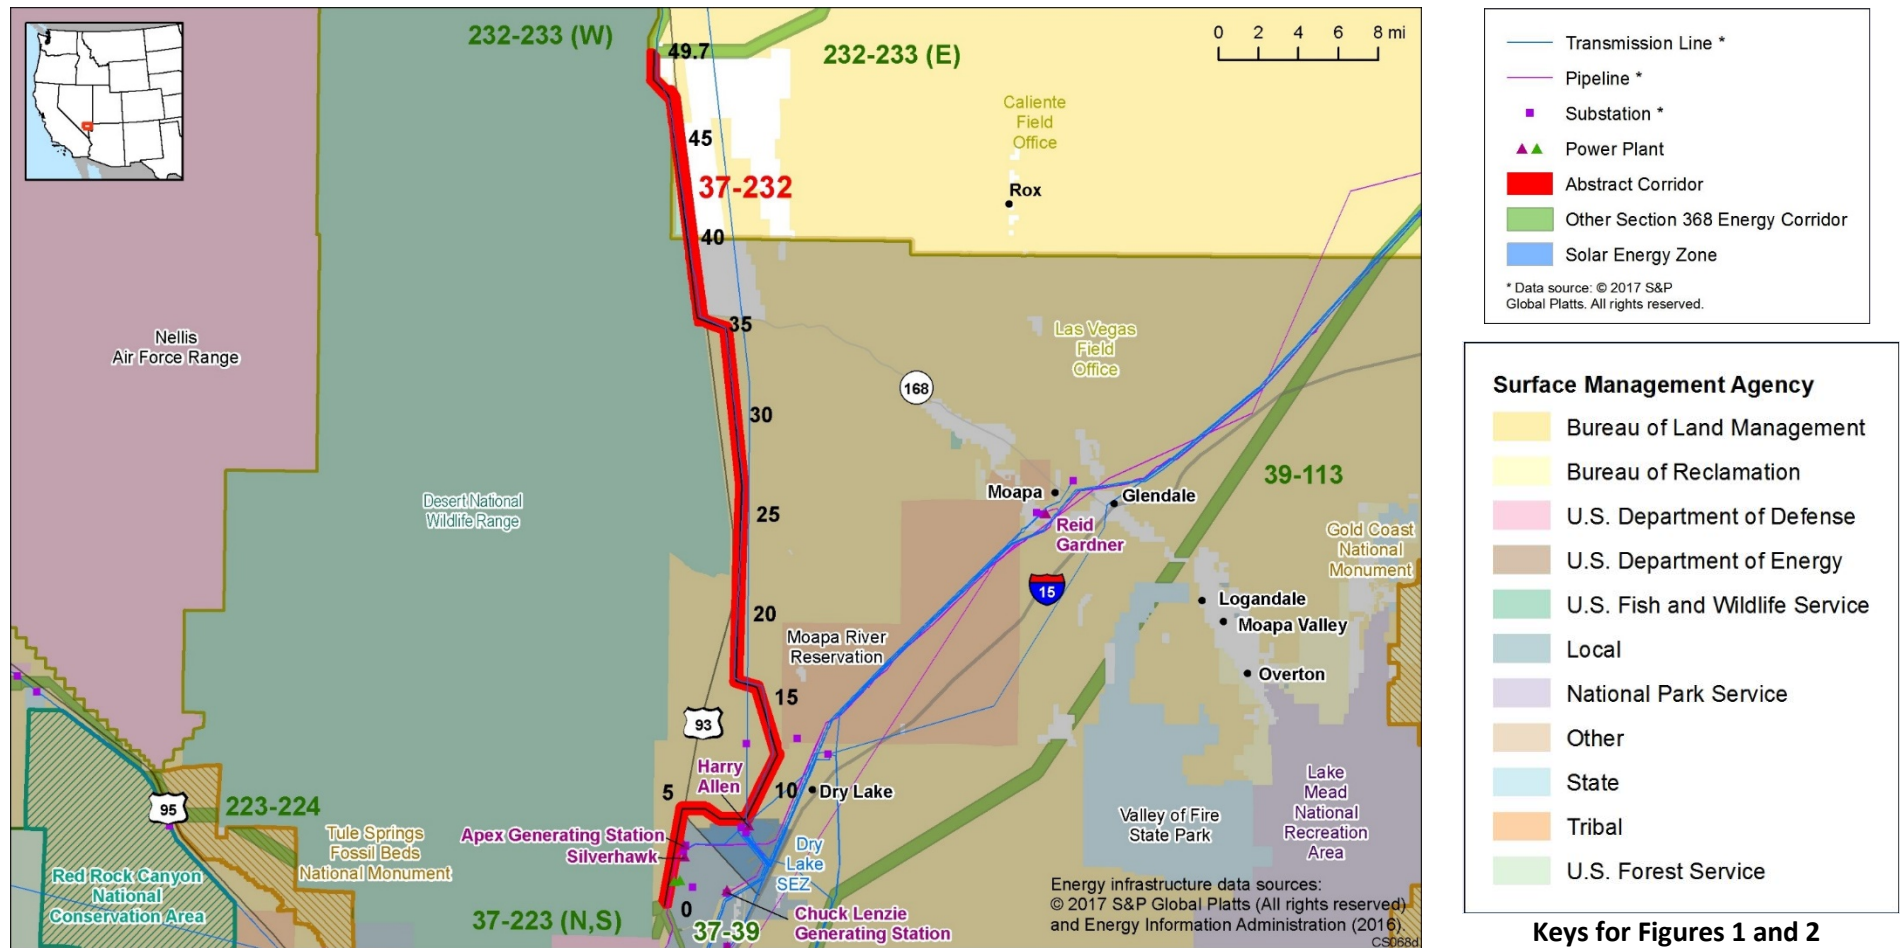 232-233 (W)
49.7
232-233 (E)
0 2 4 6 8 mi
Caliente
Field
Office
45
37-232
Rox
40
Nellis
Air Force Range
35
Las Vegas
Field
Office
168
30
Desert National
Wildlife Range
25
Moapa
Glendale
39-113
Reid
Gardner
Gold Coast
National
Monument
15
Logandale
Moapa Valley
20
Moapa River
Reservation
Overton
15
93
Harry
Allen
5
10
Dry Lake
95
223-224
Tule Springs
Fossil Beds
National Monument
Apex Generating Station
Silverhawk
Dry
Lake
SEZ
Valley of Fire
State Park
Lake
Mead
National
Recreation
Area
Red Rock Canyon
National
Conservation Area
37-223 (N,S)
0
37-39
Chuck Lenzie
Generating Station
Energy infrastructure data sources:
© 2017 S&P Global Platts (All rights reserved)
and Energy Information Administration (2016).
CS068d
Transmission Line *
Pipeline *
Substation *
Power Plant
Abstract Corridor
Other Section 368 Energy Corridor
Solar Energy Zone
* Data source: © 2017 S&P
Global Platts. All rights reserved.
Surface Management Agency
Bureau of Land Management
Bureau of Reclamation
U.S. Department of Defense
U.S. Department of Energy
U.S. Fish and Wildlife Service
Local
National Park Service
Other
State
Tribal
U.S. Forest Service
Keys for Figures 1 and 2